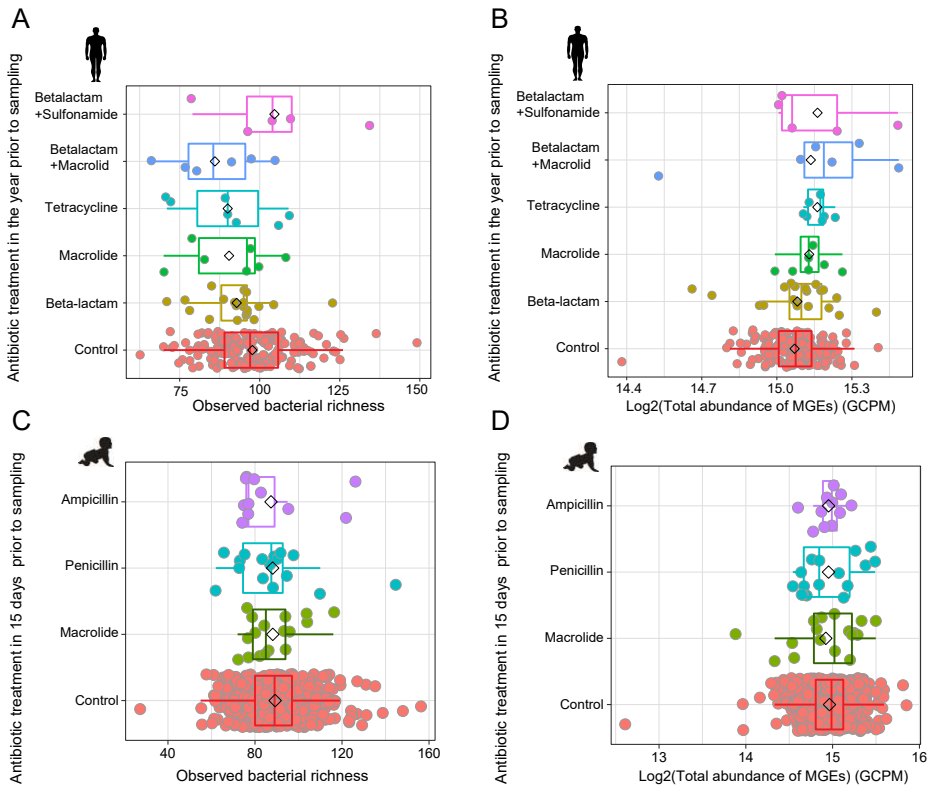 A
Antibiotic treatment in the year prior to sampling
Betalactam
+Sulfonamide
Betalactam
+Macrolid
Tetracycline
Macrolide
Beta-lactam
Control
75
100
125
150
Observed bacterial richness
B
Antibiotic treatment in the year prior to sampling
Betalactam
+Sulfonamide
Betalactam
+Macrolid
Tetracycline
Macrolide
Beta-lactam
Control
14.4
14.7
15.0
15.3
Log2(Total abundance of MGEs) (GCPM)
C
Antibiotic treatment in 15 days prior to sampling
Ampicillin
Penicillin
Macrolide
Control
40
80
120
160
Observed bacterial richness
D
Antibiotic treatment in 15 days prior to sampling
Ampicillin
Penicillin
Macrolide
Control
13
14
15
16
Log2(Total abundance of MGEs) (GCPM)